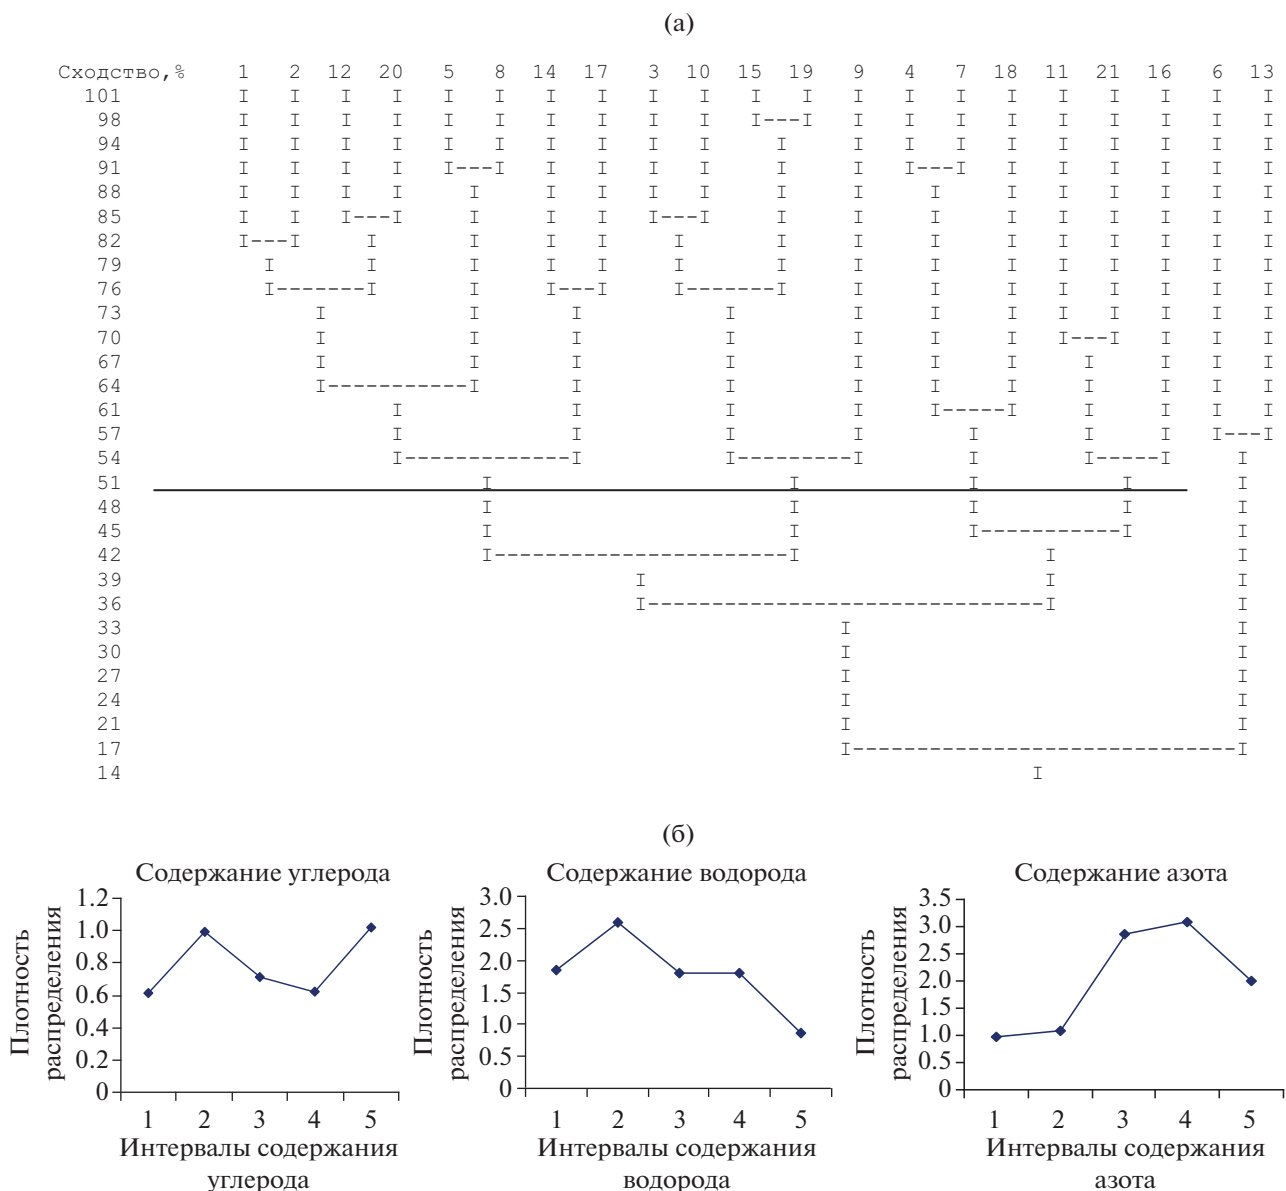 (а)
Сходство,% 1 2 12 20 5 8 14 17 3 10 15 19 9 4 7 18 11 21 16 6 13
101 I I I I I I I I I I I I I I I I I I I I I
98 I I I I I I I I I I I---I I I I I I I I I I
94 I I I I I I I I I I I I I I I I I I I I
91 I I I I I---I I I I I I I I---I I I I I I I
88 I I I I I I I I I I I I I I I I I I
85 I I I---I I I I I---I I I I I I I I I I
82 I---I I I I I I I I I I I I I I I
79 I I I I I I I I I I I I I I I
76 I------I I I---I I------I I I I I I I I I
73 I I I I I I I I I I I I
70 I I I I I I I I---I I I I
67 I I I I I I I I I I I
64 I---------I I I I I I I I I I
61 I I I I I-----I I I I I
57 I I I I I I I I---I
54 I-----------I I---------I I I-----I I
51 I I I I I
48 I I I I I
45 I I I-----------I I
42 I-----------------------I I I
39 I I I
36 I-------------------------------I I
33 I I
30 I I
27 I I
24 I I
21 I I
17 I------------------------------I
14 I
(б)
Содержание углерода
Плотность
распределения
1.2
1.0
0.8
0.6
0.4
0.2
0
1 2 3 4 5
Интервалы содержания
углерода
Содержание водорода
Плотность
распределения
3.0
2.5
2.0
1.5
1.0
0.5
0
1 2 3 4 5
Интервалы содержания
водорода
Содержание азота
Плотность
распределения
3.5
3.0
2.5
2.0
1.5
1.0
0.5
0
1 2 3 4 5
Интервалы содержания
азота